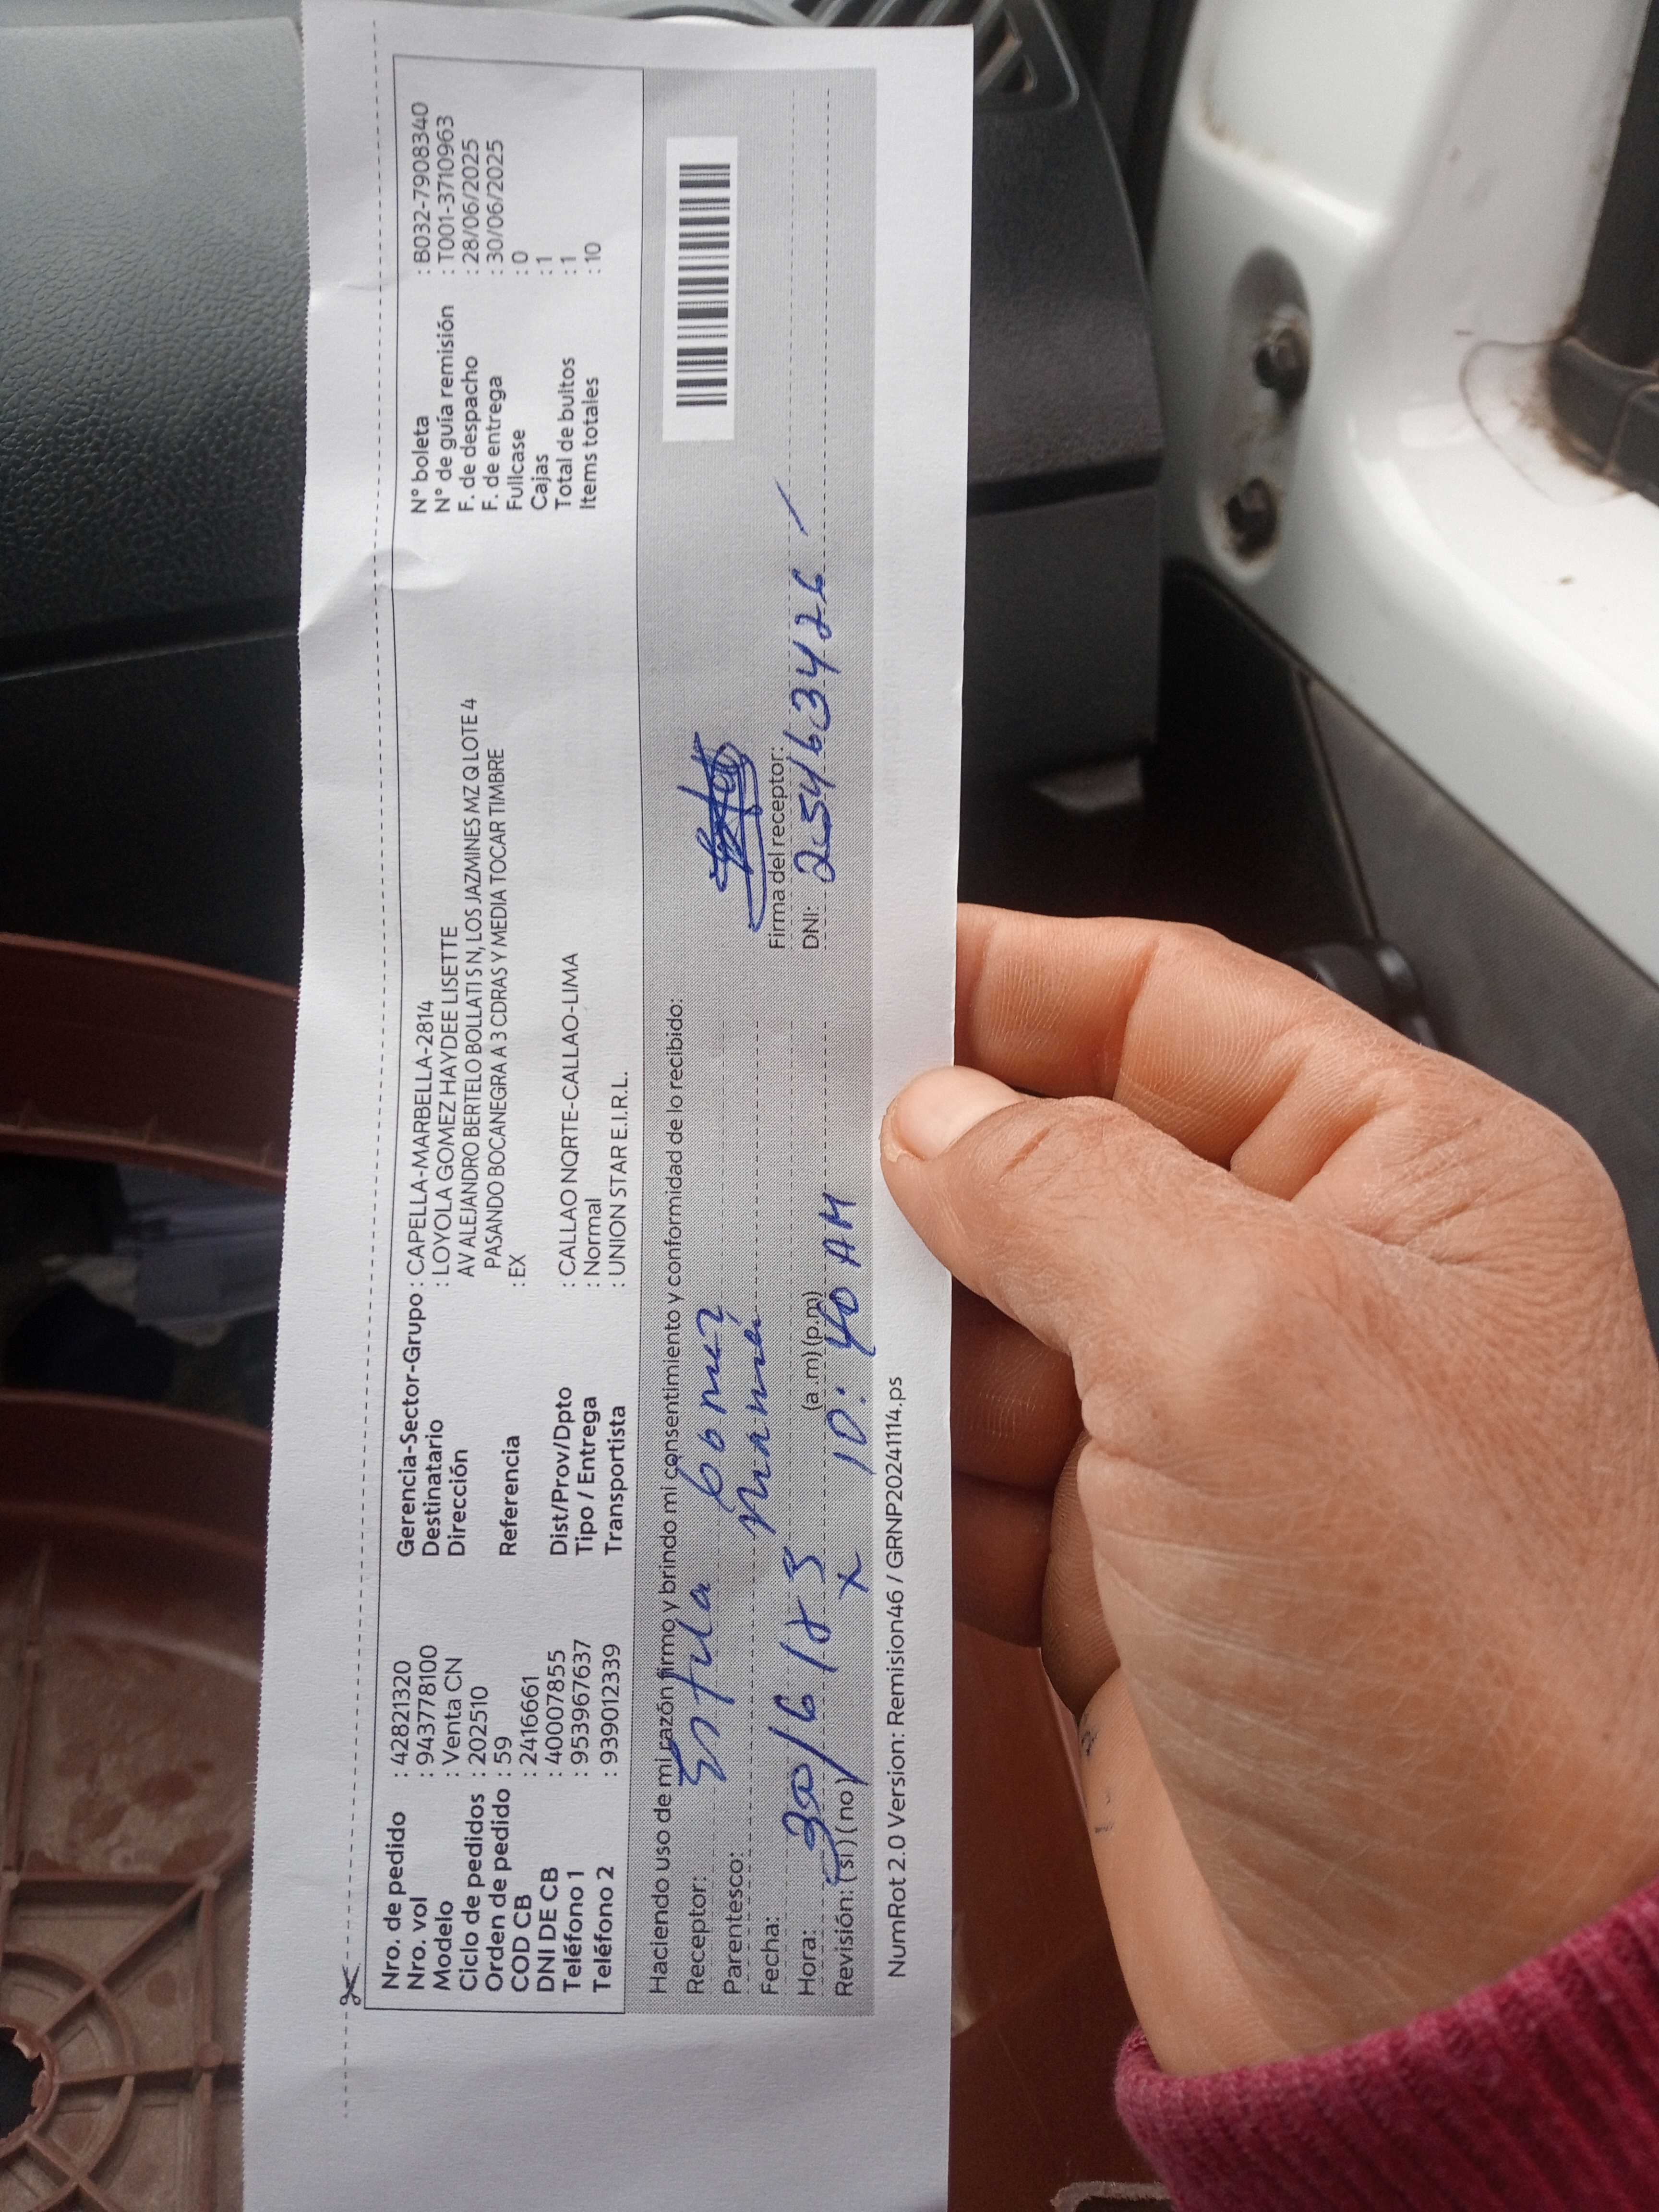 Nro. de pedido : 42821320
Nro. vol : 943778100
Modelo : Venta CN
Ciclo de pedidos : 202510
Orden de pedido : 59
COD CB : 2416661
DNI DE CB : 40007855
Teléfono 1 : 953967637
Teléfono 2 : 939012339
Gerencia-Sector-Grupo : CAPELLA-MARBELLA-2814
Destinatario : LOYOLA GOMEZ HAYDEE LISETTE
Dirección AV ALEJANDRO BERTELO BOLLATI S N, LOS JAZMINES MZ Q LOTE 4
PASANDO BOCANEGRA A 3 CDRAS Y MEDIA TOCAR TIMBRE
Referencia : EX
Dist/Prov/Dpto : CALLAO NORTE-CALLAO-LIMA
Tipo / Entrega : Normal
Transportista : UNION STAR E.I.R.L.
N° boleta : B032-7908340
N° de guía remisión : T001-3710963
F. de despacho : 28/06/2025
F. de entrega : 30/06/2025
Fullcase : 0
Cajas : 1
Total de bultos : 1
Items totales : 10
Haciendo uso de mi razón firmo y brindo mi consentimiento y conformidad de lo recibido:
Receptor:
Parentesco:
Fecha: 30/6/
Hora: (a.m) (p.m) 10:40 AM
Revisión: (si) (no)
Firma del receptor:
DNI: 25463426
NumRot 2.0 Version: Remision46 / GRNP20241114.ps